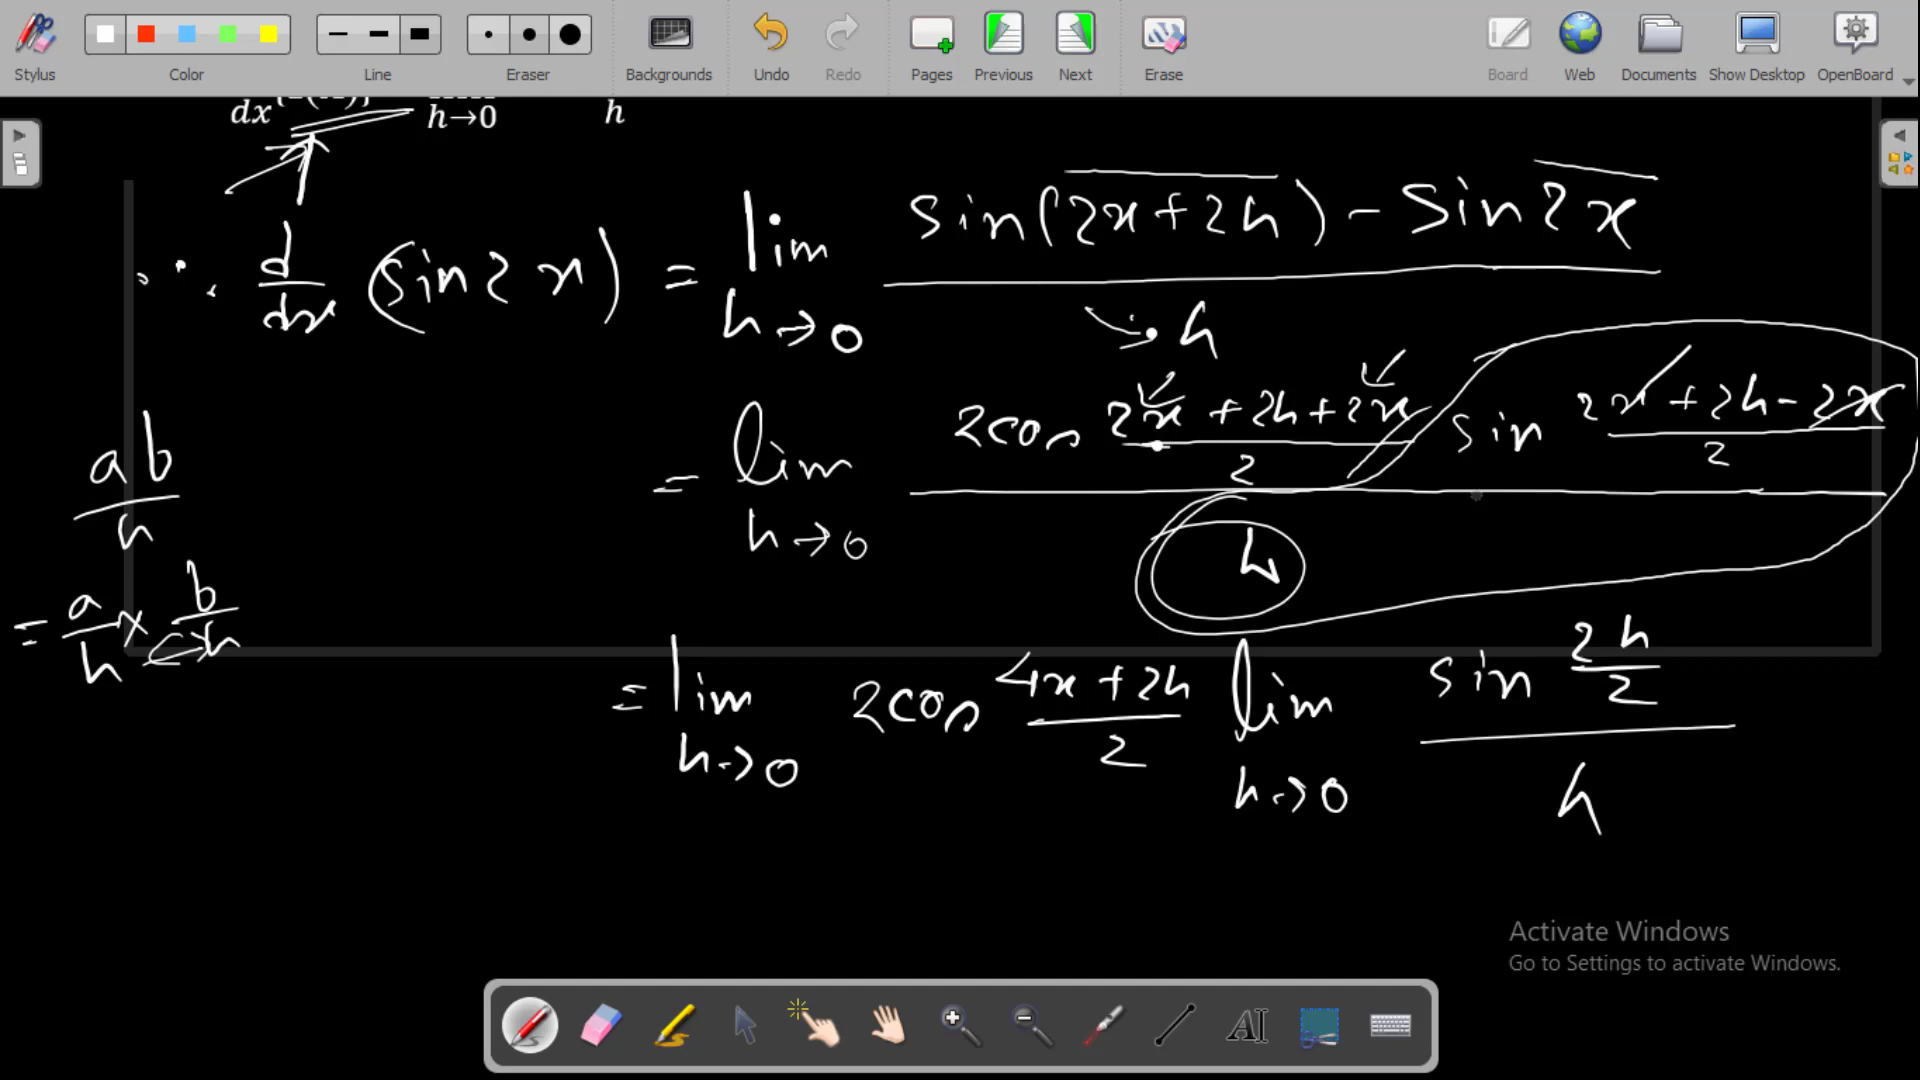 Stylus Color Line Eraser Backgrounds Undo Redo Pages Previous Next Erase Board Web Documents Show Desktop OpenBoard
dx h→0 h
∴ d/dx (sin 2x) = lim h→0 (sin(2x+2h) - sin 2x)/h
= lim h→0 (2cos (2x+2h+2x)/2 sin (2x+2h-2x)/2)/h
ab/h
= a/h × b/h
= lim h→0 2cos (4x+2h)/2 lim h→0 (sin 2h/2)/h
Activate Windows
Go to Settings to activate Windows.
AI